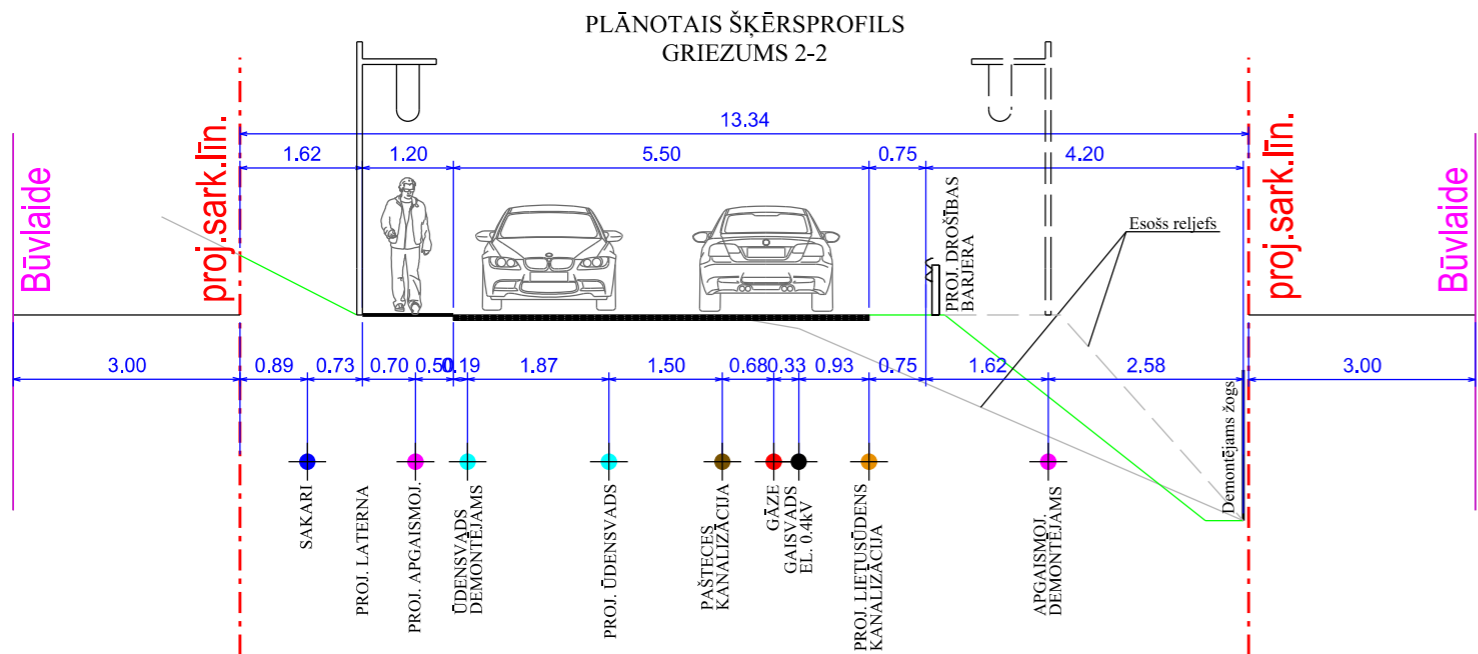 PLĀNOTAIS ŠĶĒRSPROFILS
GRIEZUMS 2-2
13.34
1.62
1.20
5.50
0.75
4.20
Būvlaide
proj.sark.līn.
PROJ. DROŠĪBAS
BARJERA
Esošs reljefs
proj.sark.līn.
Būvlaide
3.00
0.89
0.73
0.70
0.50
0.19
1.87
1.50
0.68
0.33
0.93
0.75
1.62
2.58
3.00
Demontējams žogs
SAKARI
PROJ. LATERNA
PROJ. APGAISMOJ.
ŪDENSVADS
DEMONTĒJAMS
PROJ. ŪDENSVADS
PAŠTECES
KANALIZĀCIJA
GĀZE
GAISVADS
EL. 0.4kV
PROJ. LIETUSŪDENS
KANALIZĀCIJA
APGAISMOJ.
DEMONTĒJAMS